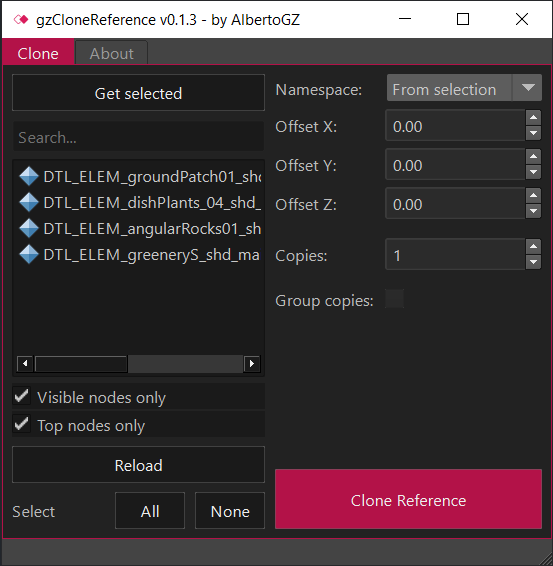 gzCloneReference v0.1.3 - by AlbertoGZ
Clone
About
Get selected
Search...
DTL_ELEM_groundPatch01_shd
DTL_ELEM_dishPlants_04_shd_
DTL_ELEM_angularRocks01_sh
DTL_ELEM_greeneryS_shd_ma
Visible nodes only
Top nodes only
Reload
Select
All
None
Namespace:
From selection
Offset X:
0.00
Offset Y:
0.00
Offset Z:
0.00
Copies:
1
Group copies:
Clone Reference